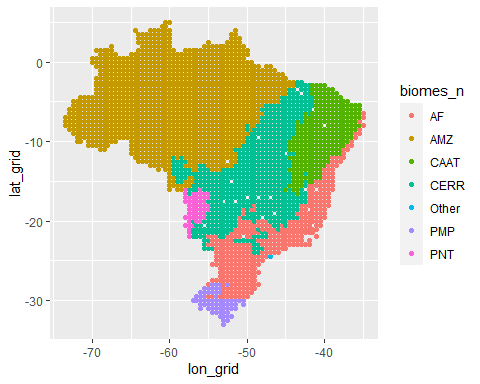 biomes_n
AF
AMZ
CAAT
CERR
Other
PMP
PNT
lat_grid
0
-10
-20
-30
-70
-60
-50
-40
lon_grid